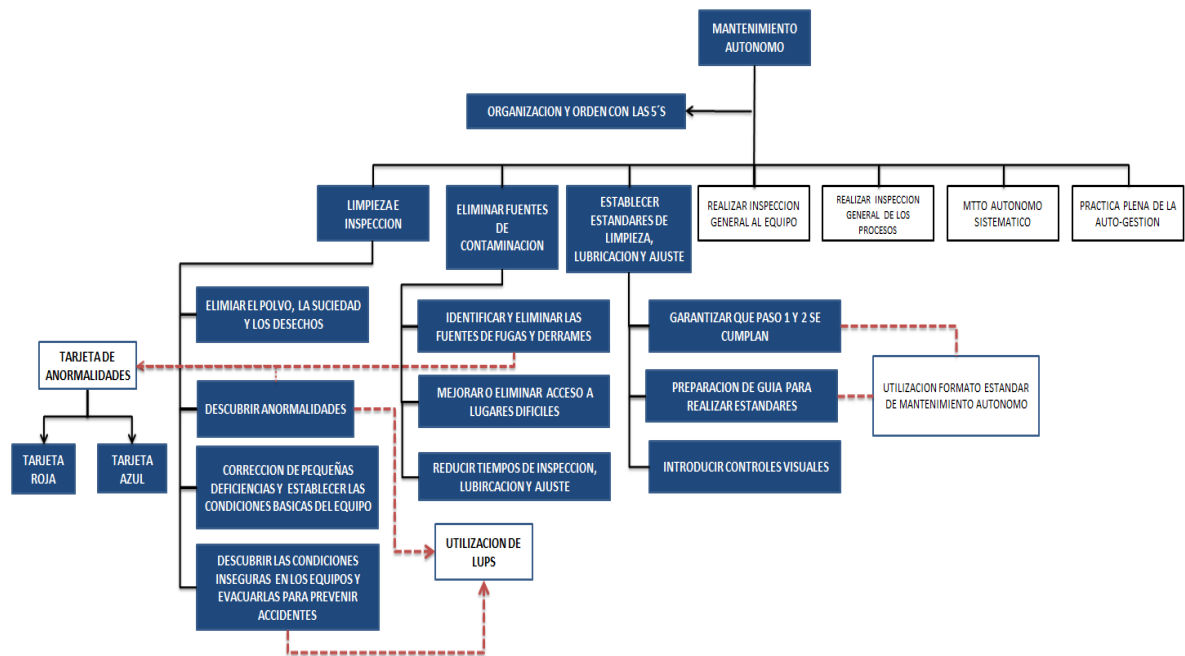 MANTENIMIENTO
AUTONOMO
ORGANIZACION Y ORDEN CON LAS 5´S
LIMPIEZA E
INSPECCION
ELIMINAR FUENTES
DE
CONTAMINACION
ESTABLECER
ESTANDARES DE
LIMPIEZA,
LUBRICACION Y AJUSTE
REALIZAR INSPECCION
GENERAL AL EQUIPO
REALIZAR INSPECCION
GENERAL DE LOS
PROCESOS
MTTO AUTONOMO
SISTEMATICO
PRACTICA PLENA DE LA
AUTO-GESTION
ELIMIAR EL POLVO, LA SUCIEDAD
Y LOS DESECHOS
IDENTIFICAR Y ELIMINAR LAS
FUENTES DE FUGAS Y DERRAMES
GARANTIZAR QUE PASO 1 Y 2 SE
CUMPLAN
TARJETA DE
ANORMALIDADES
DESCUBRIR ANORMALIDADES
MEJORAR O ELIMINAR ACCESO A
LUGARES DIFICILES
PREPARACION DE GUIA PARA
REALIZAR ESTANDARES
UTILIZACION FORMATO ESTANDAR
DE MANTENIMIENTO AUTONOMO
TARJETA
ROJA
TARJETA
AZUL
CORRECCION DE PEQUEÑAS
DEFICIENCIAS Y ESTABLECER LAS
CONDICIONES BASICAS DEL EQUIPO
REDUCIR TIEMPOS DE INSPECCION,
LUBIRCACION Y AJUSTE
INTRODUCIR CONTROLES VISUALES
UTILIZACION DE
LUPS
DESCUBRIR LAS CONDICIONES
INSEGURAS EN LOS EQUIPOS Y
EVACUARLAS PARA PREVENIR
ACCIDENTES